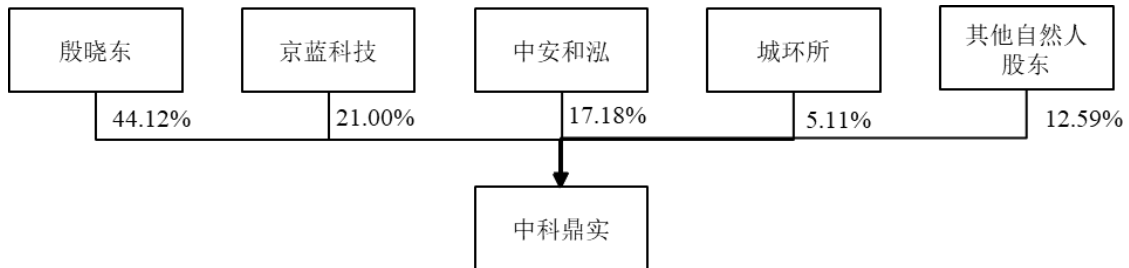 殷晓东
京蓝科技
中安和泓
城环所
其他自然人
股东
44.12%
21.00%
17.18%
5.11%
12.59%
中科鼎实